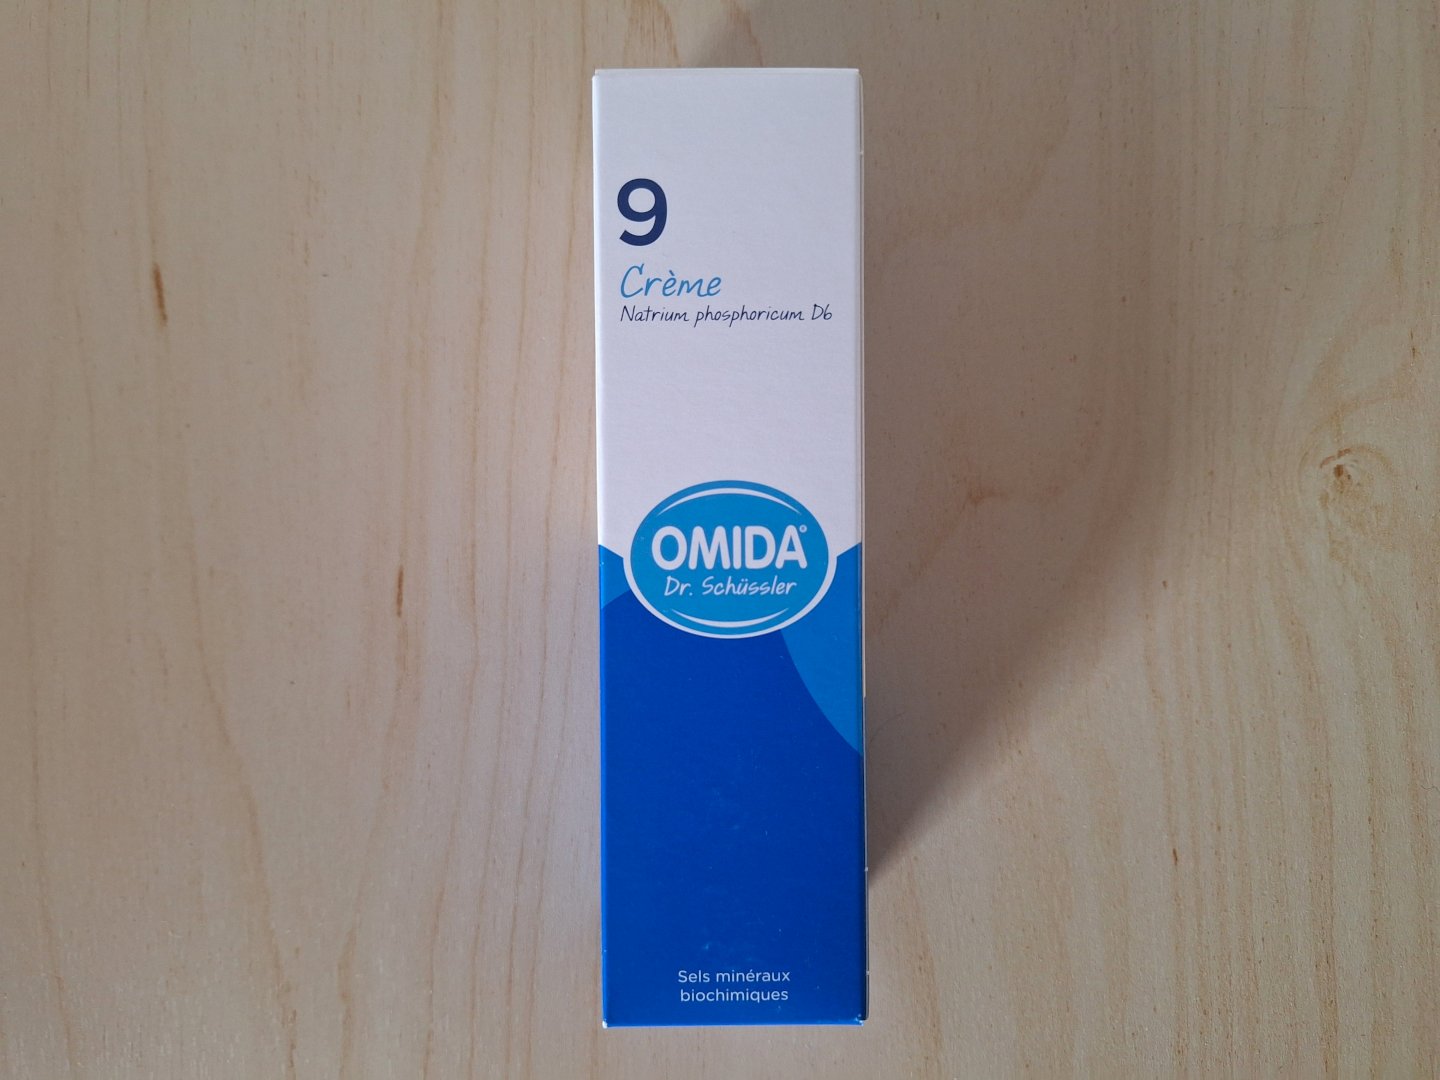 9
Crème
Natrium phosphoricum D6
OMIDA®
Dr. Schüssler
Sels minéraux
biochimiques